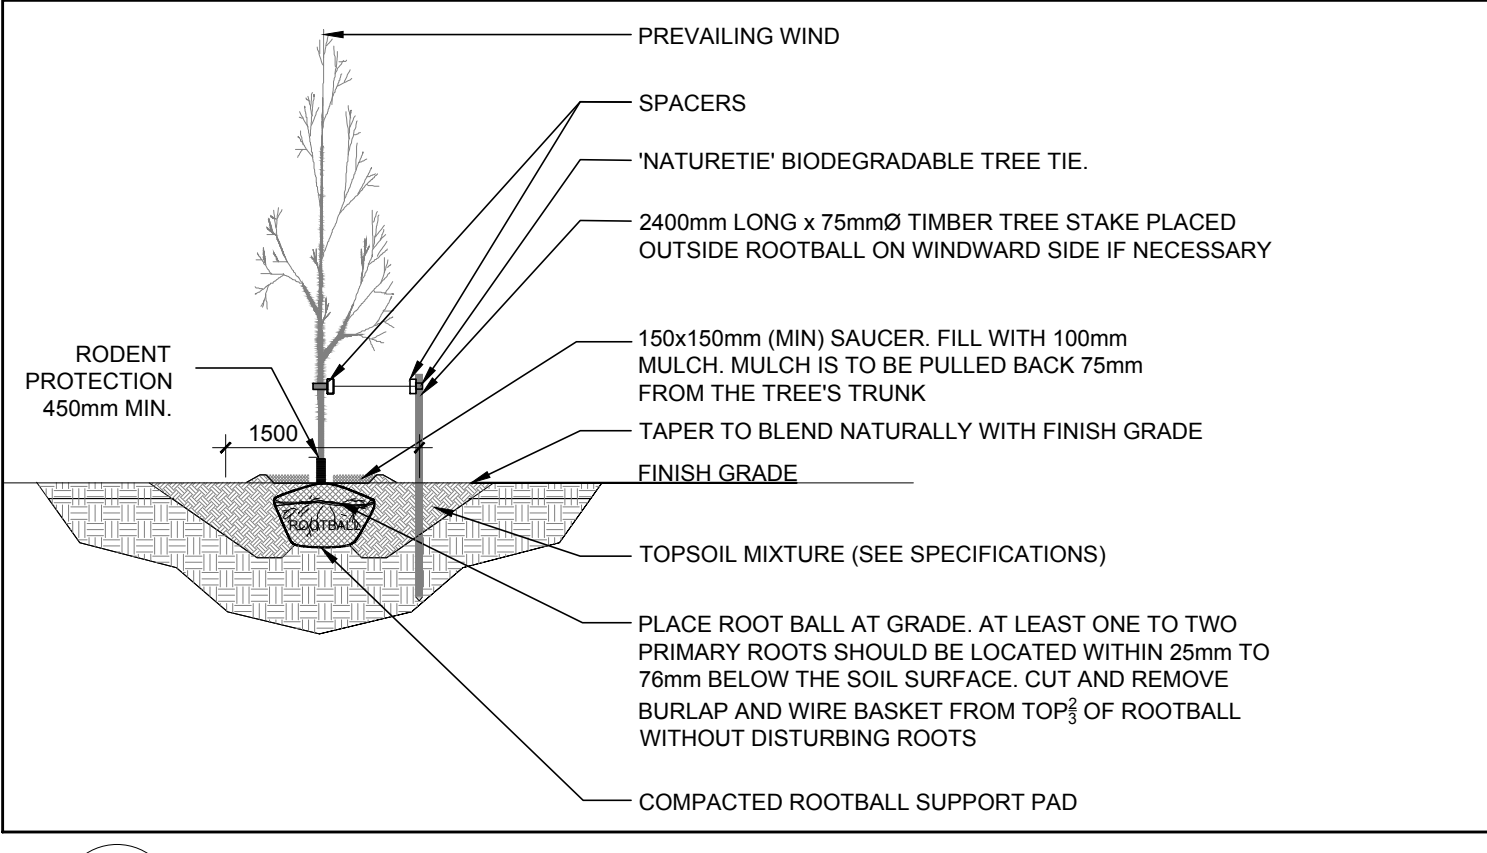 PREVAILING WIND
SPACERS
'NATURETIE' BIODEGRADABLE TREE TIE.
2400mm LONG x 75mmØ TIMBER TREE STAKE PLACED
OUTSIDE ROOTBALL ON WINDWARD SIDE IF NECESSARY
150x150mm (MIN) SAUCER. FILL WITH 100mm
MULCH. MULCH IS TO BE PULLED BACK 75mm
FROM THE TREE'S TRUNK
RODENT
PROTECTION
450mm MIN.
1500
TAPER TO BLEND NATURALLY WITH FINISH GRADE
FINISH GRADE
ROOTBALL
TOPSOIL MIXTURE (SEE SPECIFICATIONS)
PLACE ROOT BALL AT GRADE. AT LEAST ONE TO TWO
PRIMARY ROOTS SHOULD BE LOCATED WITHIN 25mm TO
76mm BELOW THE SOIL SURFACE. CUT AND REMOVE
BURLAP AND WIRE BASKET FROM TOP 2/3 OF ROOTBALL
WITHOUT DISTURBING ROOTS
COMPACTED ROOTBALL SUPPORT PAD